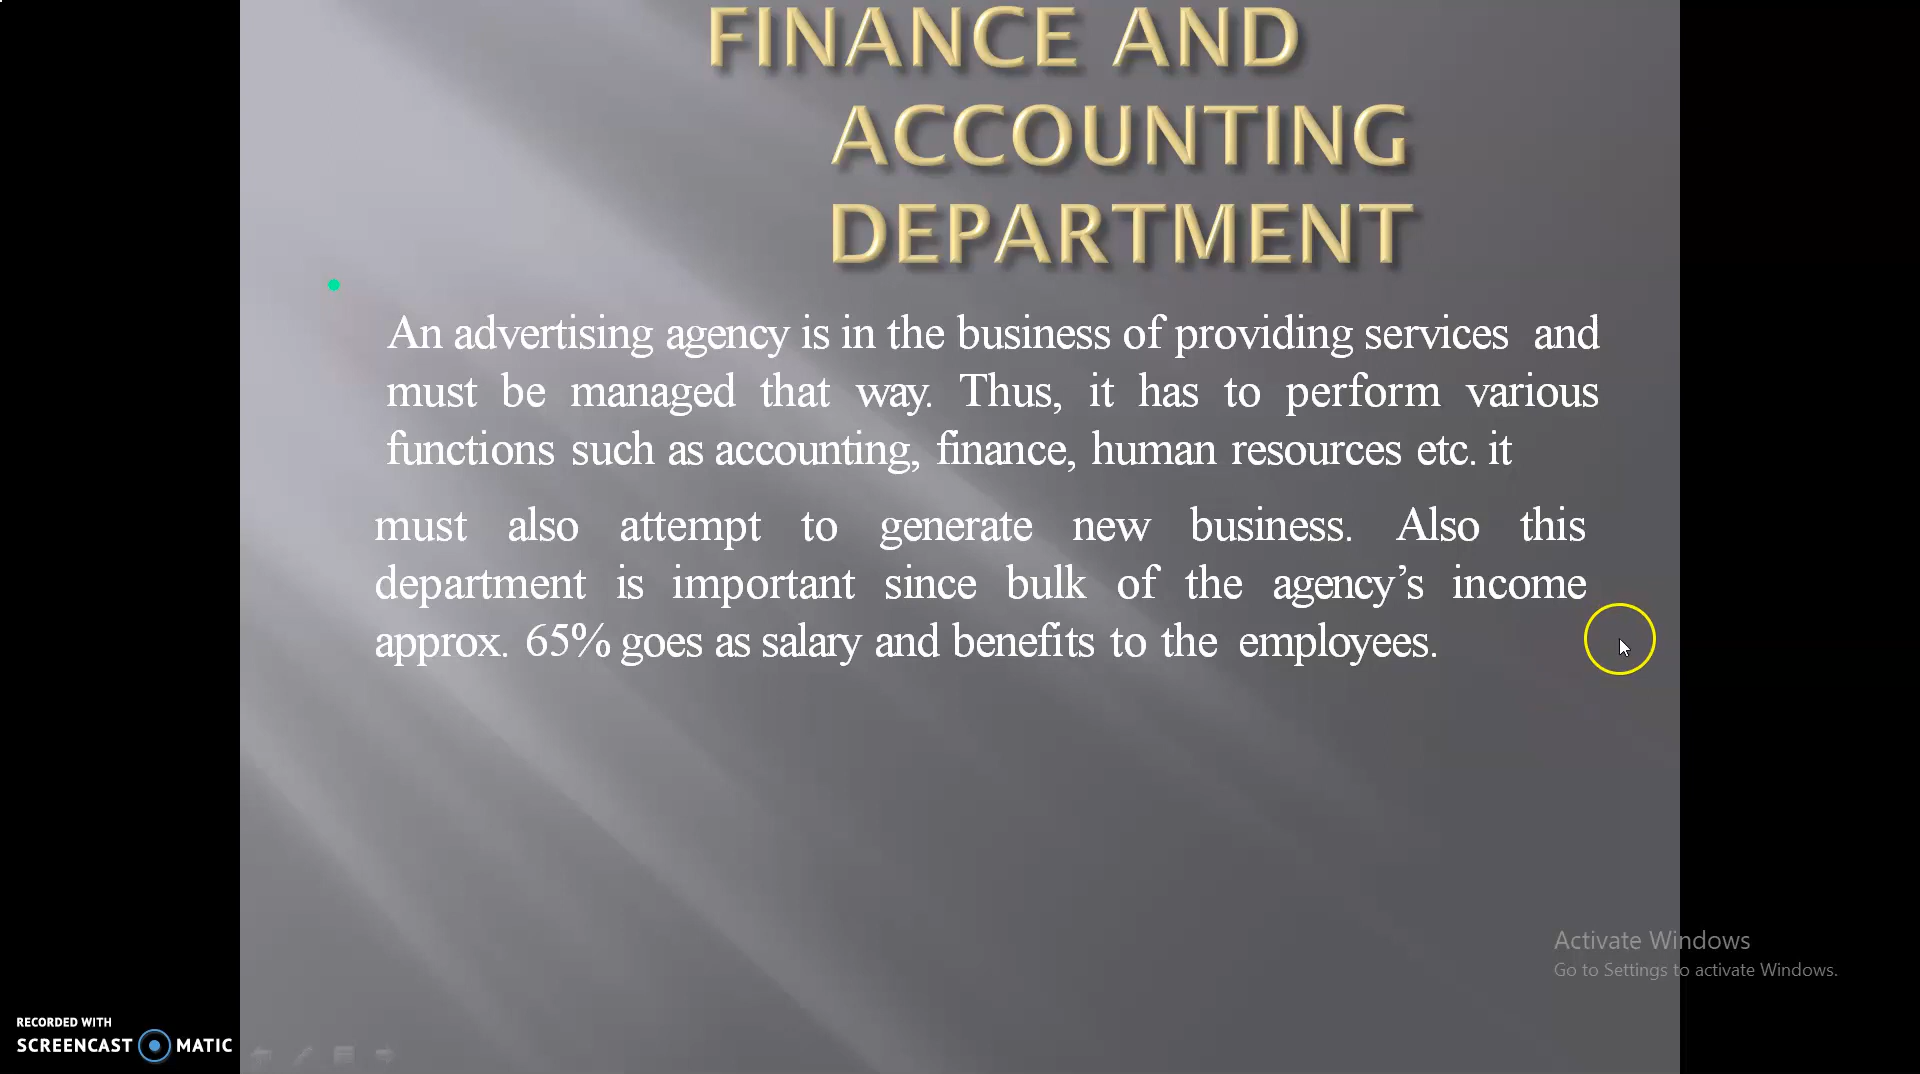 FINANCE AND
ACCOUNTING
DEPARTMENT
An advertising agency is in the business of providing services and
must be managed that way. Thus, it has to perform various
functions such as accounting, finance, human resources etc. it
must also attempt to generate new business. Also this
department is important since bulk of the agency’s income
approx. 65% goes as salary and benefits to the employees.
Activate Windows
Go to Settings to activate Windows.
RECORDED WITH
SCREENCAST MATIC